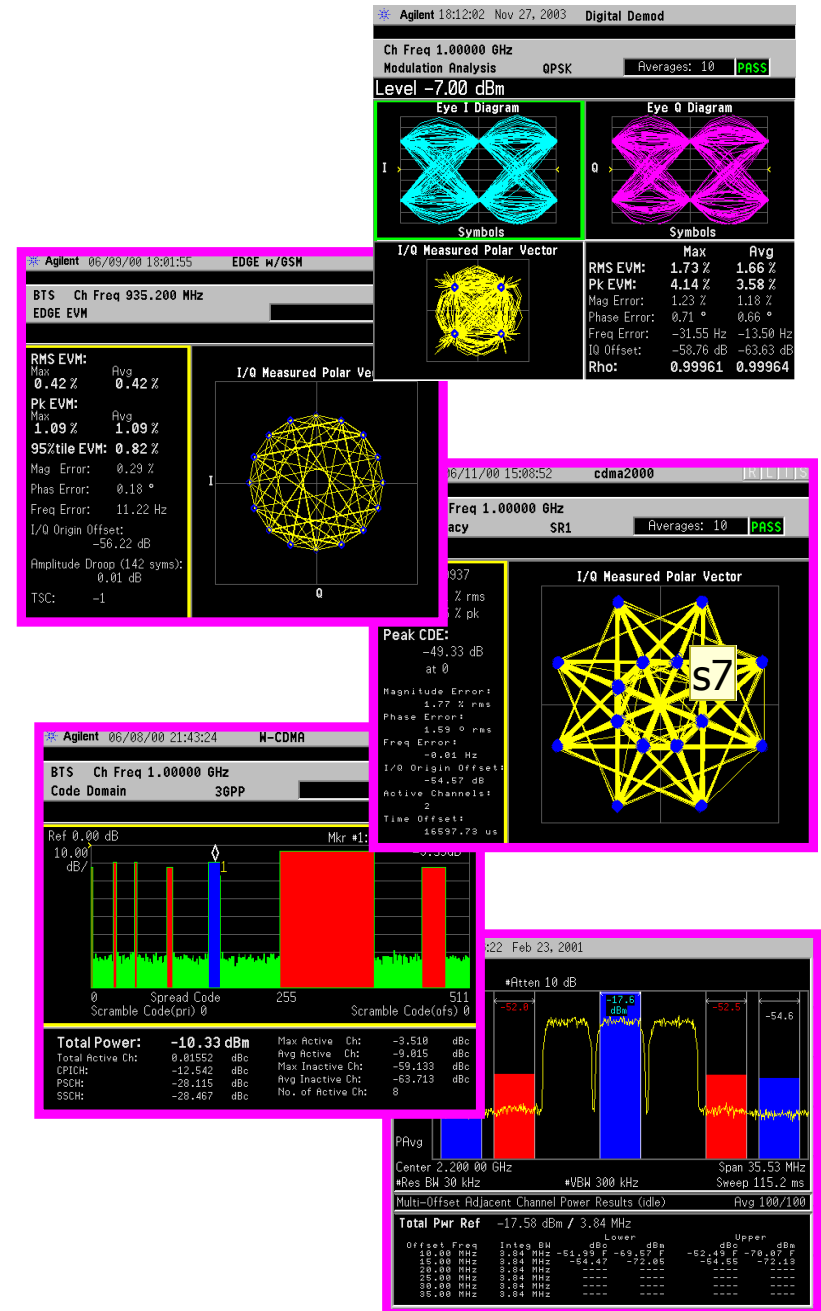 Agilent 18:12:02 Nov 27, 2003 Digital Demod
Ch Freq 1.00000 GHz
Modulation Analysis QPSK Averages: 10 PASS
Level -7.00 dBm
Eye I Diagram
I
Symbols
Eye Q Diagram
Q
Symbols
I/Q Measured Polar Vector
Max Avg
RMS EVM: 1.73 % 1.66 %
Pk EVM: 4.14 % 3.58 %
Mag Error: 1.23 % 1.18 %
Phase Error: 0.71 ° 0.66 °
Freq Error: -31.55 Hz -13.50 Hz
IQ Offset: -58.76 dB -63.63 dB
Rho: 0.99961 0.99964
Agilent 06/09/00 18:01:55 EDGE w/GSM
BTS Ch Freq 935.200 MHz
EDGE EVM
RMS EVM:
Max Avg
0.42 % 0.42 %
Pk EVM:
Max Avg
1.09 % 1.09 %
95%tile EVM: 0.82 %
Mag Error: 0.29 %
Phas Error: 0.18 °
Freq Error: 11.22 Hz
I/Q Origin Offset:
-56.22 dB
Amplitude Droop (142 syms):
0.01 dB
TSC: -1
I/Q Measured Polar Ve
I
Q
06/11/00 15:08:52 cdma2000 R L T S
Freq 1.00000 GHz
acy SR1 Averages: 10 PASS
937
% rms
% pk
Peak CDE:
-49.33 dB
at 0
Magnitude Error:
1.77 % rms
Phase Error:
1.59 ° rms
Freq Error:
-0.01 Hz
I/Q Origin Offset:
-54.57 dB
Active Channels:
2
Time Offset:
16597.73 us
I/Q Measured Polar Vector
s7
Agilent 06/08/00 21:43:24 W-CDMA
BTS Ch Freq 1.00000 GHz
Code Domain 3GPP
Ref 0.00 dB Mkr #1:
10.00
dB/
1
0 Spread Code 255 511
Scramble Code(pri) 0 Scramble Code(ofs) 0
Total Power: -10.33 dBm
Total Active Ch: 0.01552 dBc
CPICH: -12.542 dBc
PSCH: -28.115 dBc
SSCH: -28.467 dBc
Max Active Ch: -3.510 dBc
Avg Active Ch: -9.015 dBc
Max Inactive Ch: -59.133 dBc
Avg Inactive Ch: -63.713 dBc
No. of Active Ch: 8
:22 Feb 23, 2001
#Atten 10 dB
-52.0 -17.6 dBm -52.5 -54.6
PAvg
Center 2.200 00 GHz Span 35.53 MHz
#Res BW 30 kHz #VBW 300 kHz Sweep 115.2 ms
Multi-Offset Adjacent Channel Power Results (idle) Avg 100/100
Total Pwr Ref -17.58 dBm / 3.84 MHz
Lower Upper
Offset Freq Integ BW dBc dBm dBc dBm
10.00 MHz 3.84 MHz -51.99 F -69.57 F -52.49 F -70.07 F
15.00 MHz 3.84 MHz -54.47 -72.05 -54.55 -72.13
20.00 MHz 3.84 MHz ---- ---- ---- ----
25.00 MHz 3.84 MHz ---- ---- ---- ----
30.00 MHz 3.84 MHz ---- ---- ---- ----
35.00 MHz 3.84 MHz ---- ---- ---- ----